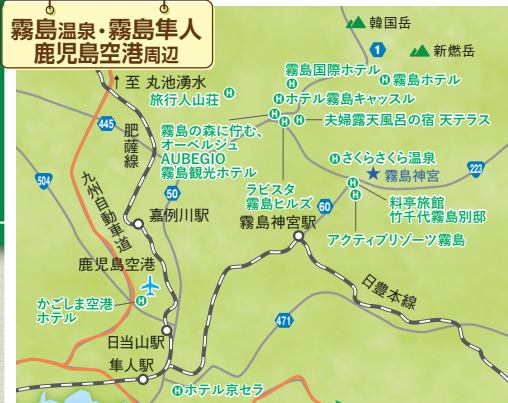 霧島温泉・霧島隼人
鹿児島空港周辺
韓国岳
1
新燃岳
霧島国際ホテル
H
H 霧島ホテル
↑至 丸池湧水
旅行人山荘 H
H ホテル霧島キャッスル
H H H 夫婦露天風呂の宿 天テラス
445
肥薩線
霧島の森に佇む、
オーベルジュ
AUBEGIO
霧島観光ホテル
H さくらさくら温泉
★ 霧島神宮
223
504
九州自動車道
50
ラビスタ
霧島ヒルズ
H
H
料亭旅館
竹千代霧島別邸
60
嘉例川駅
霧島神宮駅
アクティブリゾーツ霧島
鹿児島空港
日豊本線
かごしま空港
ホテル
H
471
日当山駅
隼人駅
H ホテル京セラ